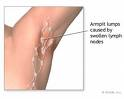 Armpit lumps
caused by
swollen lymph
nodes